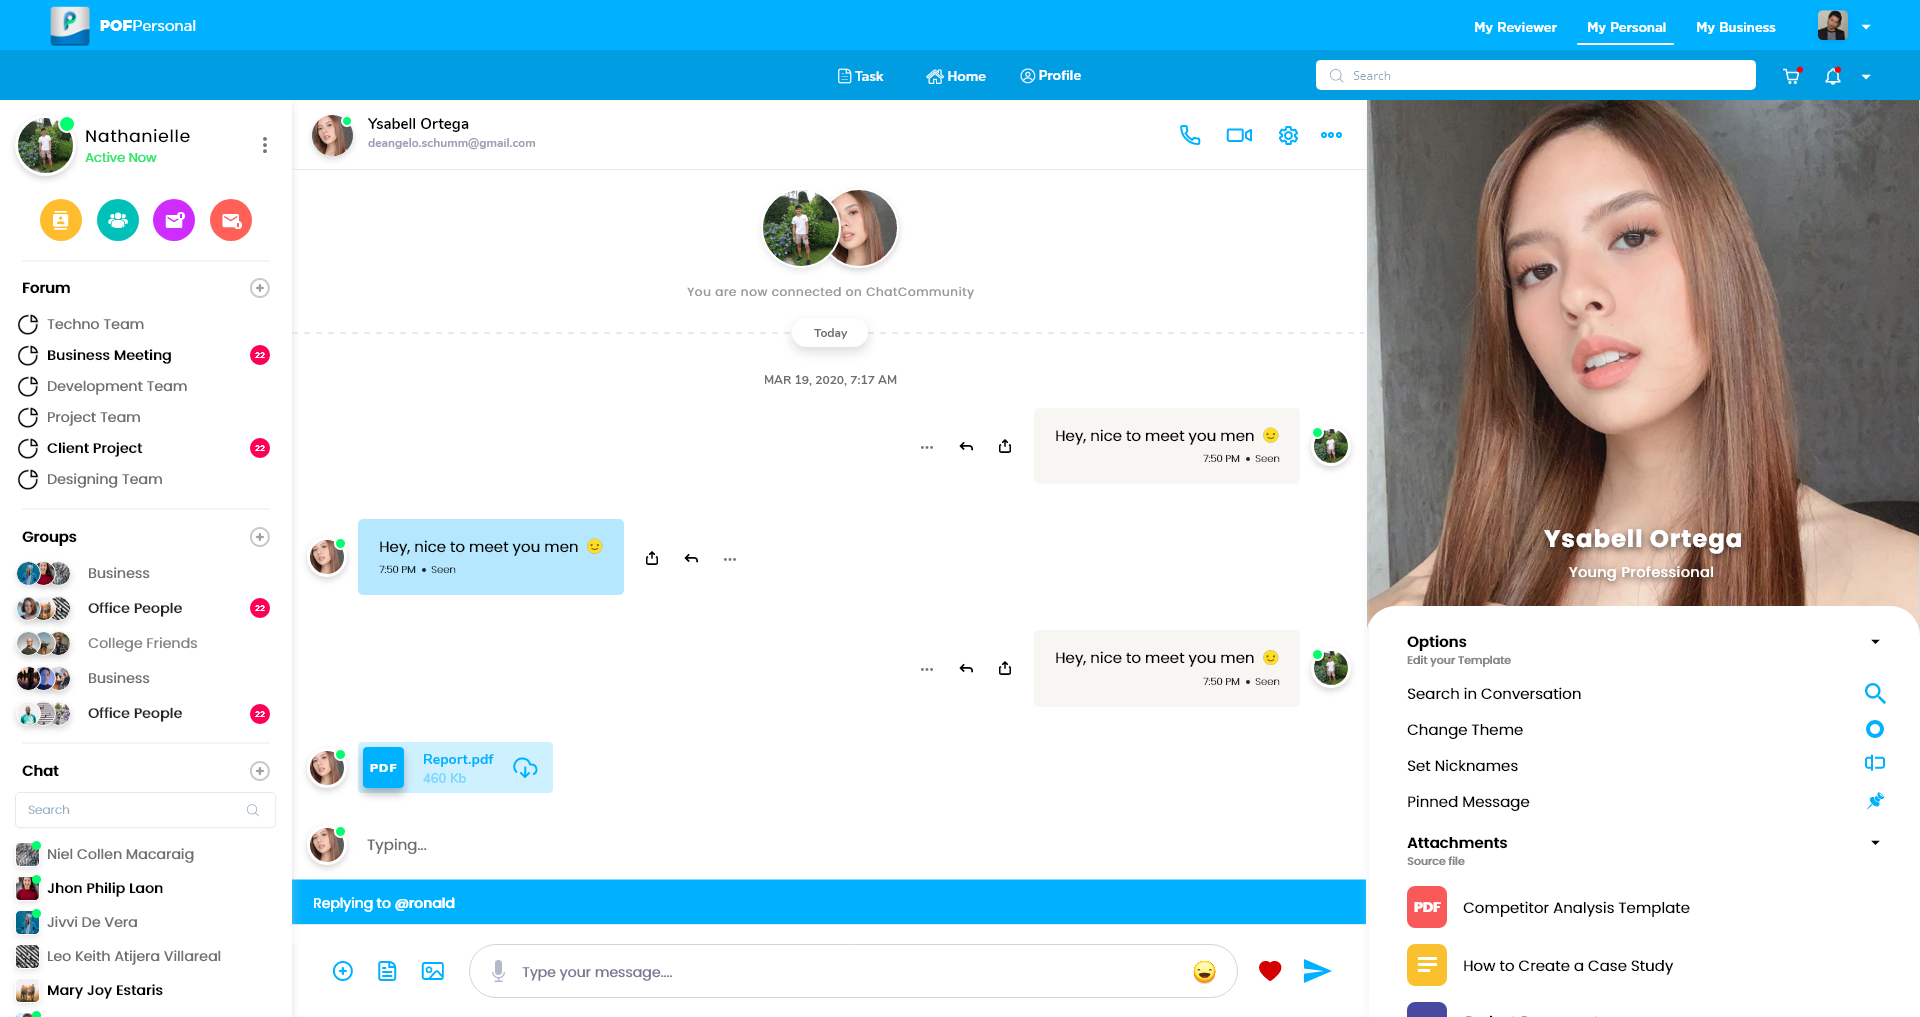 POFPersonal
My Reviewer
My Personal
My Business
Task
Home
Profile
Search
Nathanielle
Active Now
Forum
Techno Team
Business Meeting
22
Development Team
Project Team
Client Project
22
Designing Team
Groups
Business
Office People
22
College Friends
Business
Office People
22
Chat
Search
Niel Collen Macaraig
Jhon Philip Laon
Jivvi De Vera
Leo Keith Atijera Villareal
Mary Joy Estaris
Ysabell Ortega
deangelo.schumm@gmail.com
You are now connected on ChatCommunity
Today
MAR 19, 2020, 7:17 AM
Hey, nice to meet you men 🙂
7:50 PM • Seen
Hey, nice to meet you men 🙂
7:50 PM • Seen
Hey, nice to meet you men 🙂
7:50 PM • Seen
PDF
Report.pdf
460 Kb
Typing...
Replying to @ronald
Type your message....
Ysabell Ortega
Young Professional
Options
Edit your Template
Search in Conversation
Change Theme
Set Nicknames
Pinned Message
Attachments
Source file
PDF
Competitor Analysis Template
How to Create a Case Study